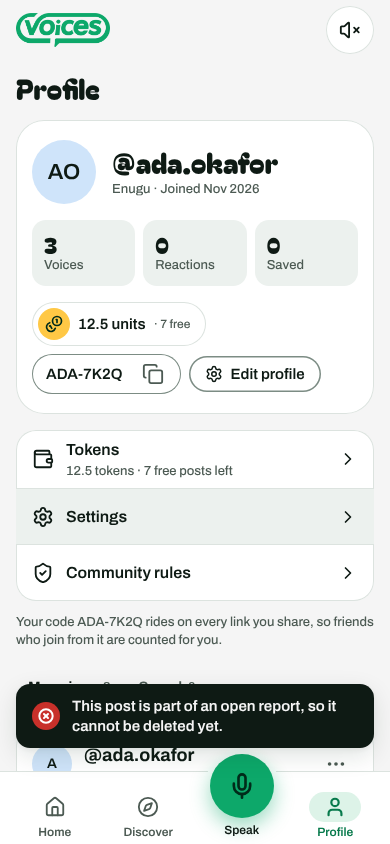 Voices
Profile
AO
@ada.okafor
Enugu · Joined Nov 2026
3
Voices
0
Reactions
0
Saved
12.5 units · 7 free
ADA-7K2Q
Edit profile
Tokens
12.5 tokens · 7 free posts left
Settings
Community rules
Your code ADA-7K2Q rides on every link you share, so friends
who join from it are counted for you.
This post is part of an open report, so it
cannot be deleted yet.
A
@ada.okafor
Home
Discover
Speak
Profile